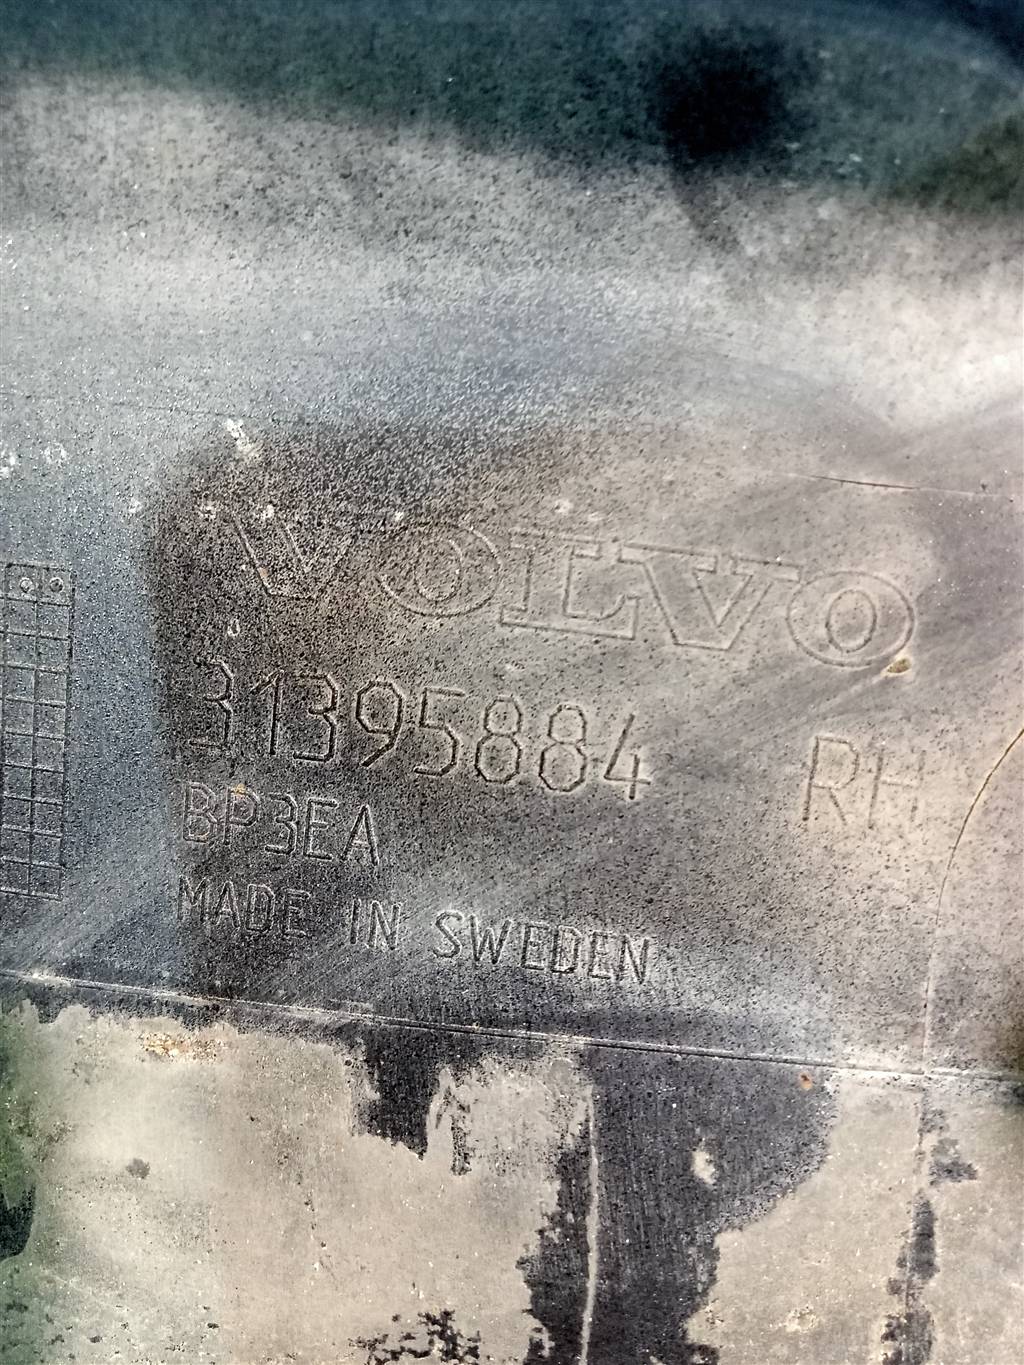 VOLVO
31395884 RH
BP3EA
MADE IN SWEDEN